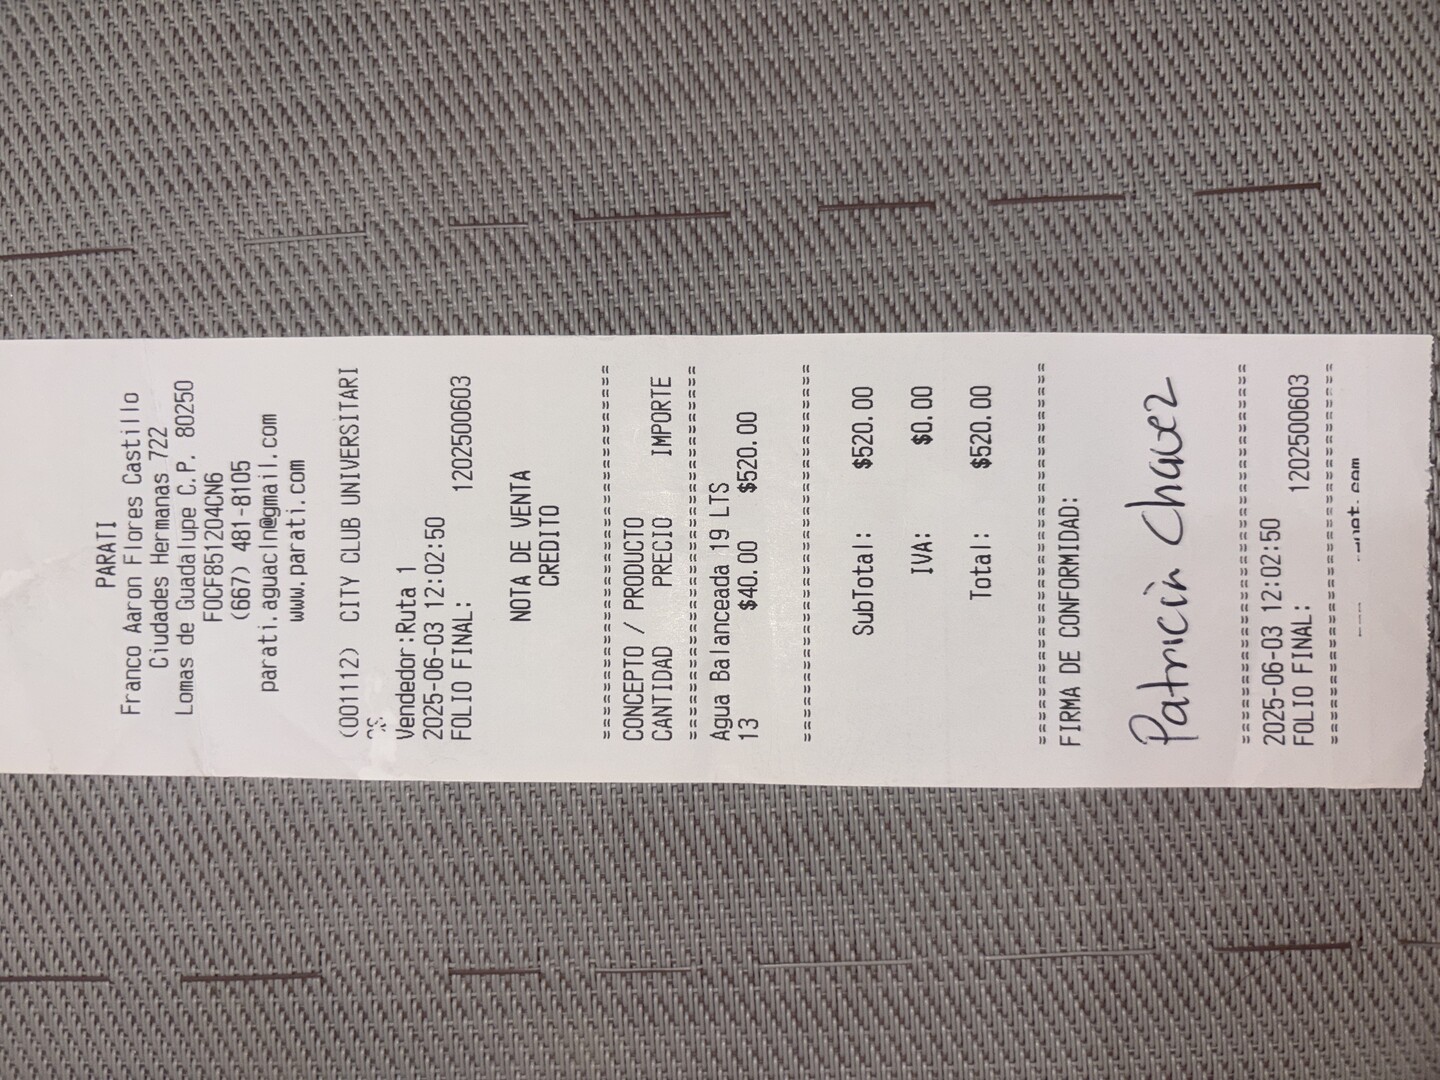 PARATI
Franco Aaron Flores Castillo
Ciudades Hermanas 722
Lomas de Guadalupe C.P. 80250
FOCF851204CN6
(667) 481-8105
parati.aguacln@gmail.com
www.parati.com
(001112) CITY CLUB UNIVERSITARI
Vendedor:Ruta 1
2025-06-03 12:02:50
FOLIO FINAL: 120250603
NOTA DE VENTA
CREDITO
===================================
CONCEPTO / PRODUCTO
CANTIDAD PRECIO IMPORTE
===================================
Agua Balanceada 19 LTS
13 $40.00 $520.00
===================================
SubTotal: $520.00
IVA: $0.00
Total: $520.00
===================================
FIRMA DE CONFORMIDAD:
Patricia Chavez
===================================
2025-06-03 12:02:50
FOLIO FINAL: 120250603
===================================